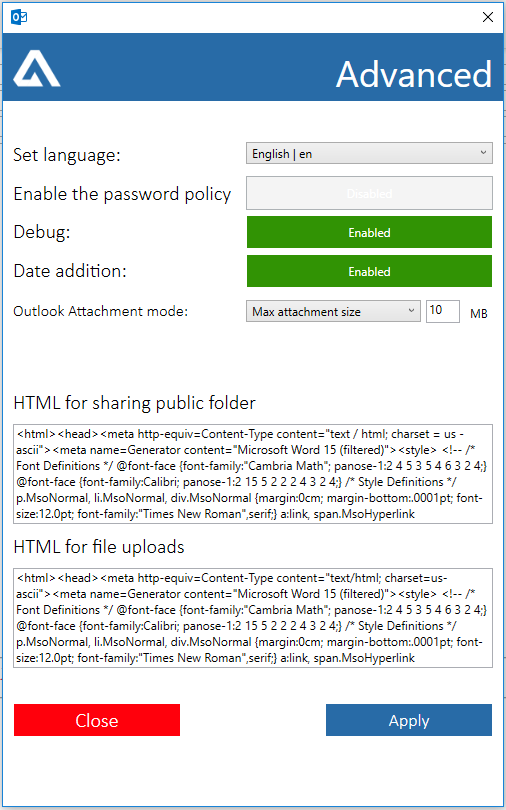 Advanced
Set language:
English | en
Enable the password policy
Disabled
Debug:
Enabled
Date addition:
Enabled
Outlook Attachment mode:
Max attachment size
10
MB
HTML for sharing public folder
<html><head><meta http-equiv=Content-Type content="text / html; charset = us -
ascii"><meta name=Generator content="Microsoft Word 15 (filtered)"><style> <!-- /*
Font Definitions */ @font-face {font-family:"Cambria Math"; panose-1:2 4 5 3 5 4 6 3 2 4;}
@font-face {font-family:Calibri; panose-1:2 15 5 2 2 2 4 3 2 4;} /* Style Definitions */
p.MsoNormal, li.MsoNormal, div.MsoNormal {margin:0cm; margin-bottom:.0001pt; font-
size:12.0pt; font-family:"Times New Roman",serif;} a:link, span.MsoHyperlink
HTML for file uploads
<html><head><meta http-equiv=Content-Type content="text/html; charset=us-
ascii"><meta name=Generator content="Microsoft Word 15 (filtered)"><style> <!-- /*
Font Definitions */ @font-face {font-family:"Cambria Math"; panose-1:2 4 5 3 5 4 6 3 2 4;}
@font-face {font-family:Calibri; panose-1:2 15 5 2 2 2 4 3 2 4;} /* Style Definitions */
p.MsoNormal, li.MsoNormal, div.MsoNormal {margin:0cm; margin-bottom:.0001pt; font-
size:12.0pt; font-family:"Times New Roman",serif;} a:link, span.MsoHyperlink
Close
Apply